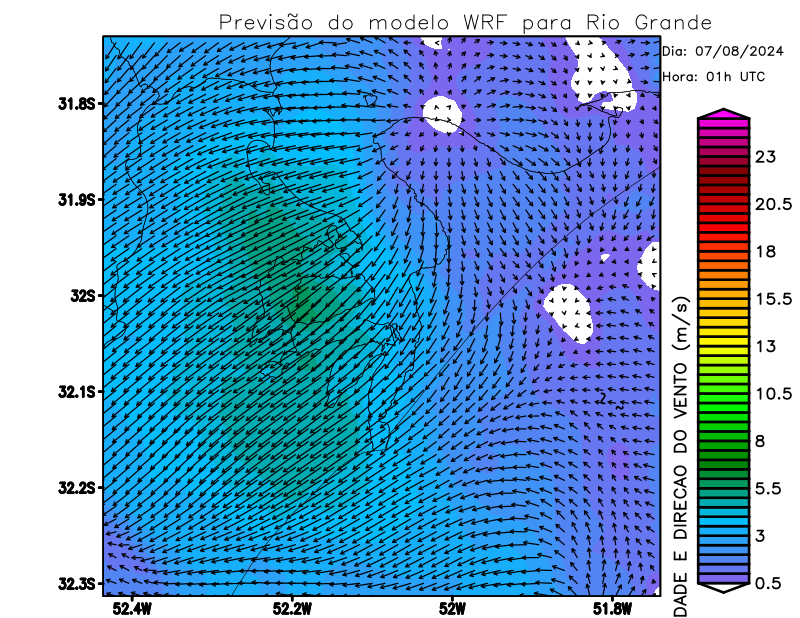 Previsão do modelo WRF para Rio Grande
Dia: 07/08/2024
Hora: 01h UTC
31.8S
31.9S
32S
32.1S
32.2S
32.3S
52.4W
52.2W
52W
51.8W
23
20.5
18
15.5
13
10.5
8
5.5
3
0.5
DADE E DIRECAO DO VENTO (m/s)